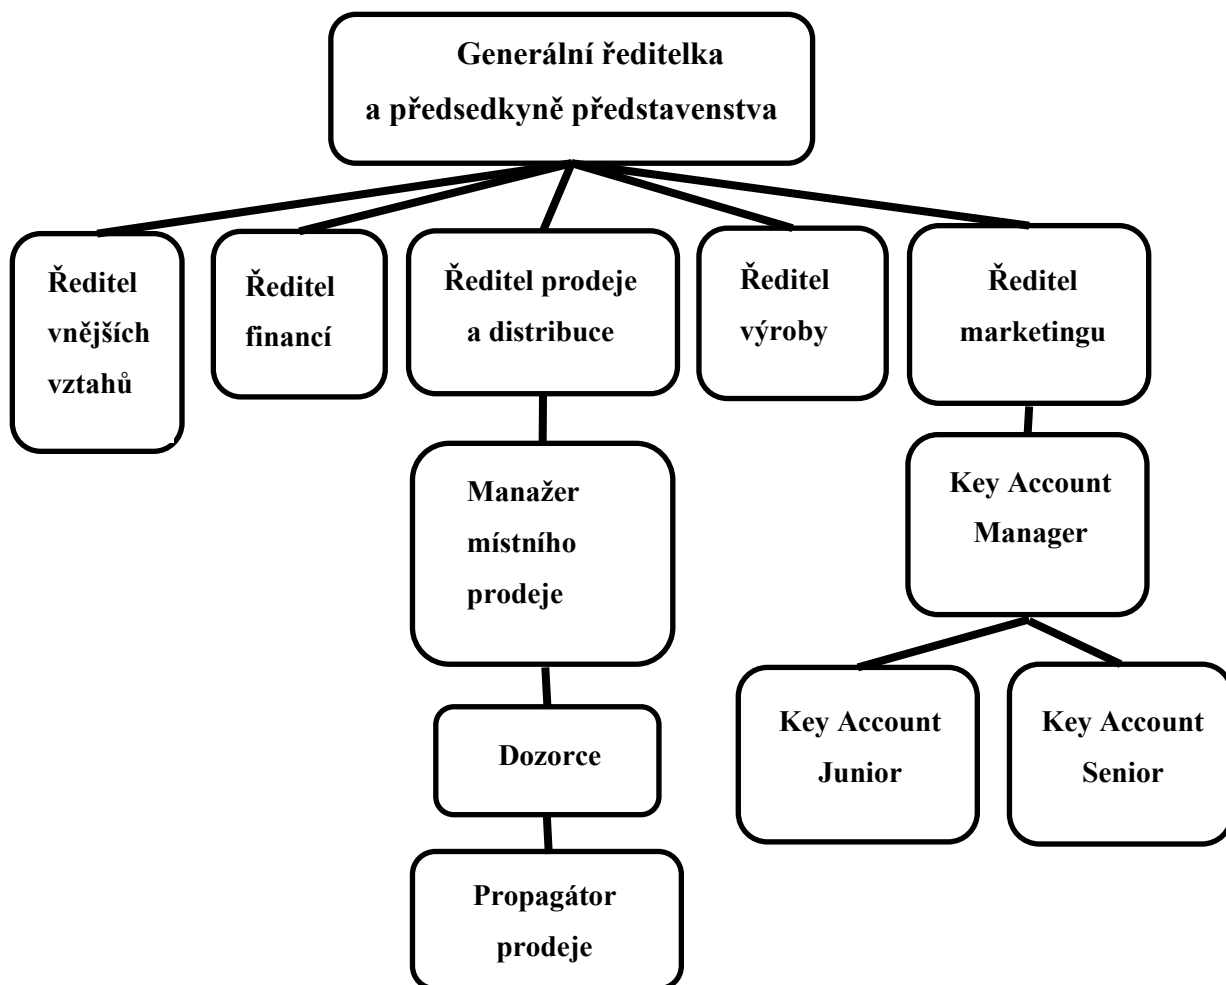 Generální ředitelka
a předsedkyně představenstva
Ředitel
vnějších
vztahů
Ředitel
financí
Ředitel prodeje
a distribuce
Ředitel
výroby
Ředitel
marketingu
Manažer
místního
prodeje
Key Account
Manager
Dozorce
Key Account
Junior
Key Account
Senior
Propagátor
prodeje